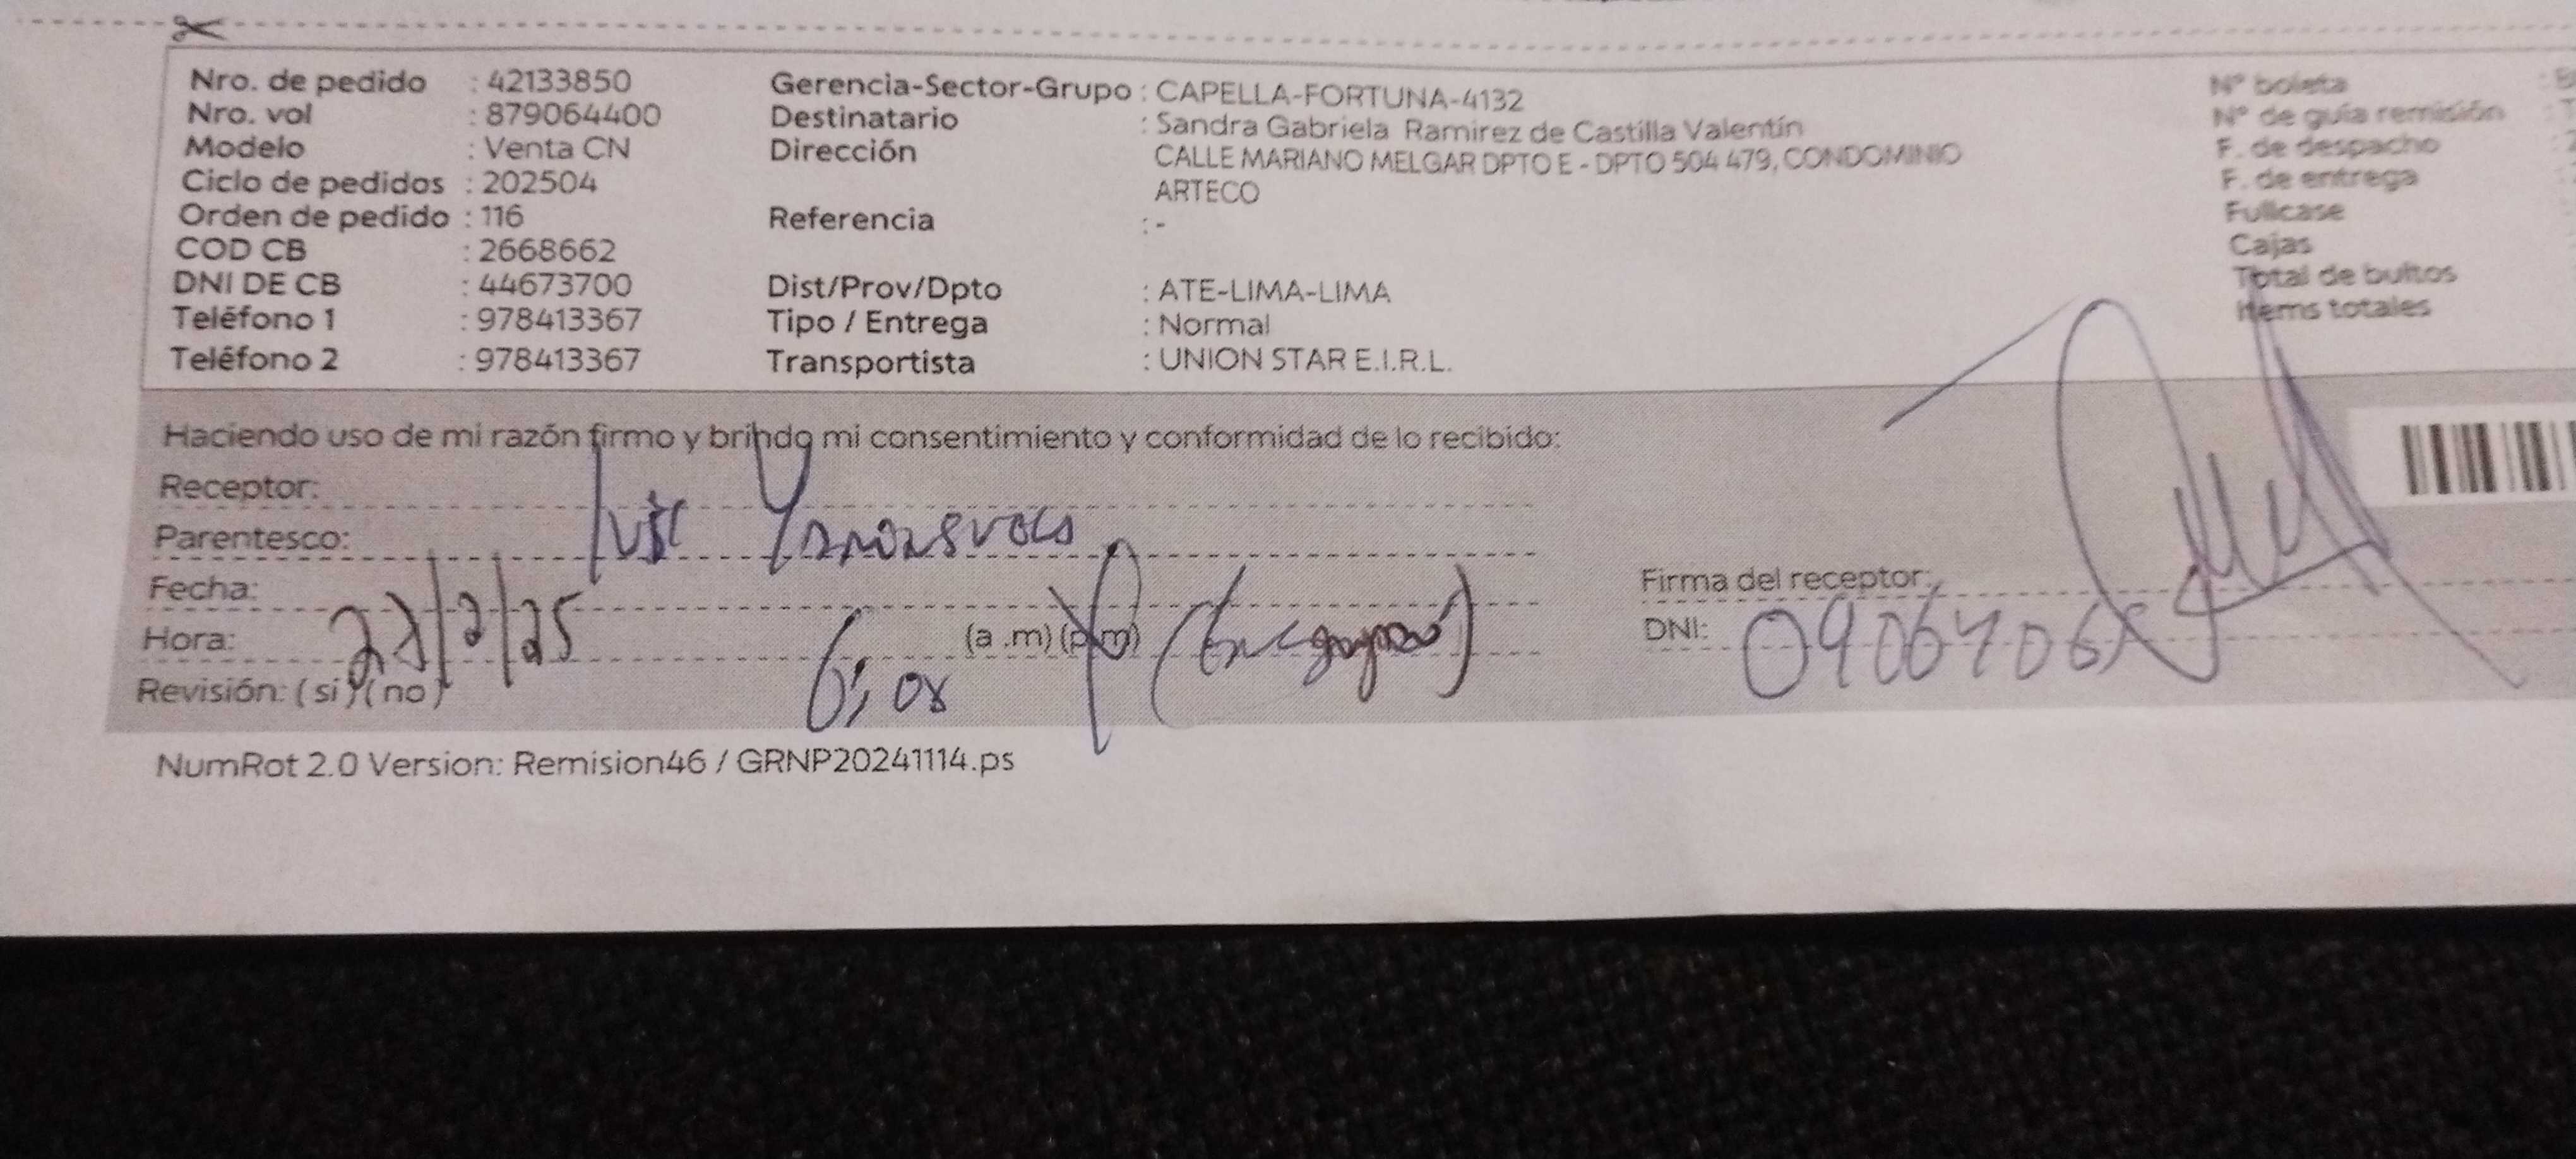 Nro. de pedido : 42133850
Nro. vol : 879064400
Modelo : Venta CN
Ciclo de pedidos : 202504
Orden de pedido : 116
COD CB : 2668662
DNI DE CB : 44673700
Teléfono 1 : 978413367
Teléfono 2 : 978413367
Gerencia-Sector-Grupo : CAPELLA-FORTUNA-4132
Destinatario : Sandra Gabriela Ramirez de Castilla Valentín
Dirección CALLE MARIANO MELGAR DPTO E - DPTO 504 479, CONDOMINIO
ARTECO
Referencia : -
Dist/Prov/Dpto : ATE-LIMA-LIMA
Tipo / Entrega : Normal
Transportista : UNION STAR E.I.R.L.
N° boleta
N° de guía remisión
F. de despacho
F. de entrega
Fullcase
Cajas
Total de bultos
Items totales
Haciendo uso de mi razón firmo y brindo mi consentimiento y conformidad de lo recibido:
Receptor:
Parentesco:
Fecha:
Hora: (a .m) (p.m)
Revisión: ( si ) ( no )
Firma del receptor:
DNI:
NumRot 2.0 Version: Remision46 / GRNP20241114.ps